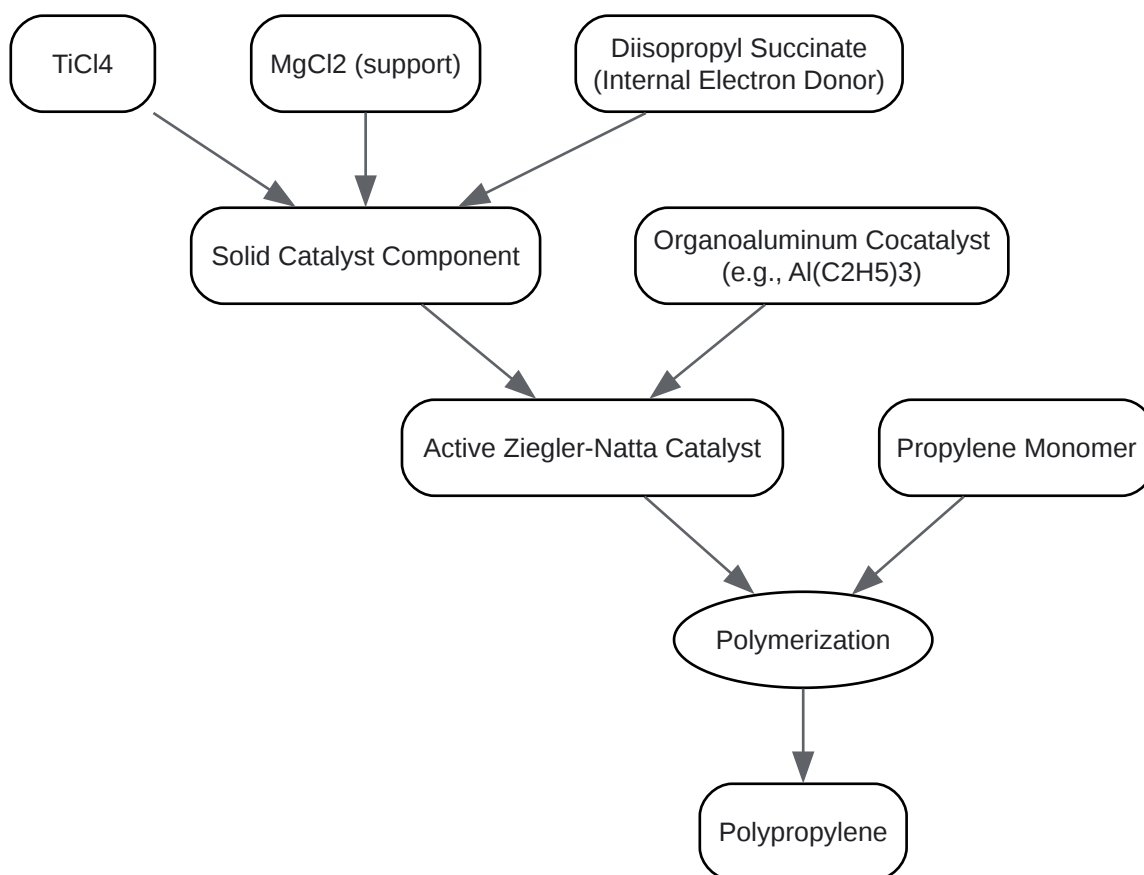 TiCl4
MgCl2 (support)
Diisopropyl Succinate
(Internal Electron Donor)
Solid Catalyst Component
Organoaluminum Cocatalyst
(e.g., Al(C2H5)3)
Active Ziegler-Natta Catalyst
Propylene Monomer
Polymerization
Polypropylene